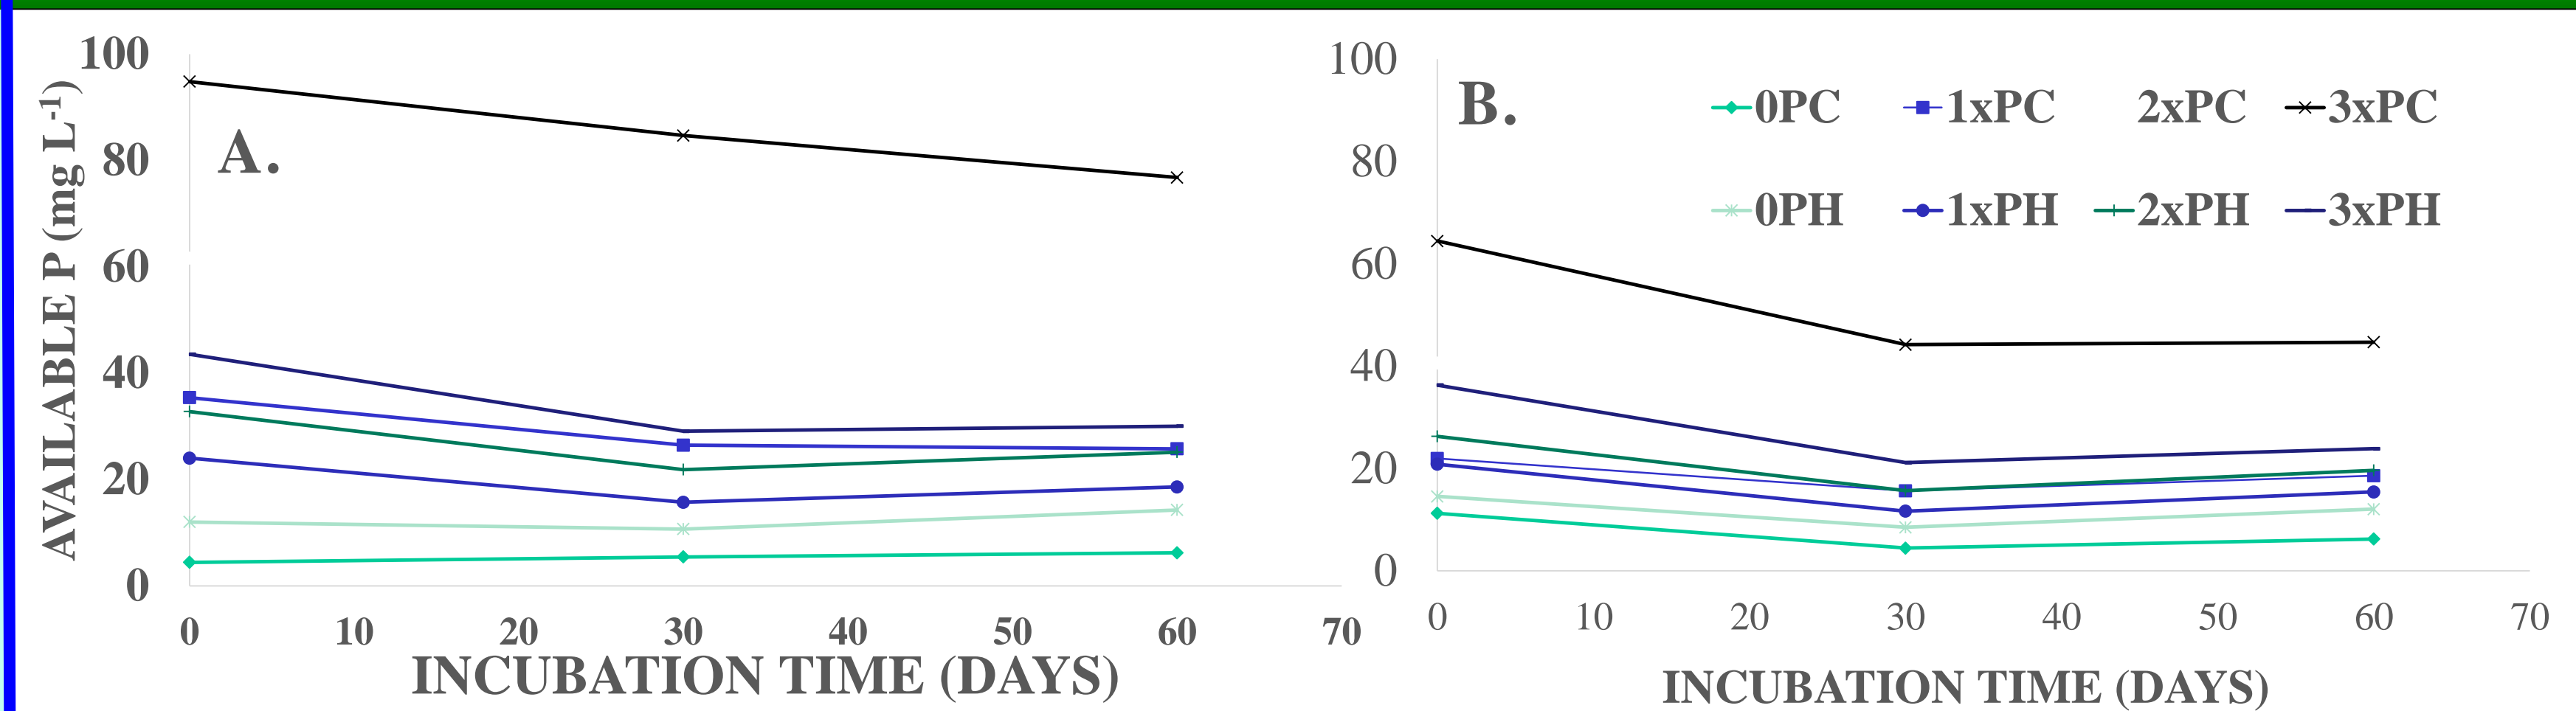 AVAILABLE P (mg L-1)
100
80
60
40
20
0
A.
0 10 20 30 40 50 60 70
INCUBATION TIME (DAYS)
100
80
60
40
20
0
B.
0PC 1xPC 2xPC 3xPC
0PH 1xPH 2xPH 3xPH
0 10 20 30 40 50 60 70
INCUBATION TIME (DAYS)